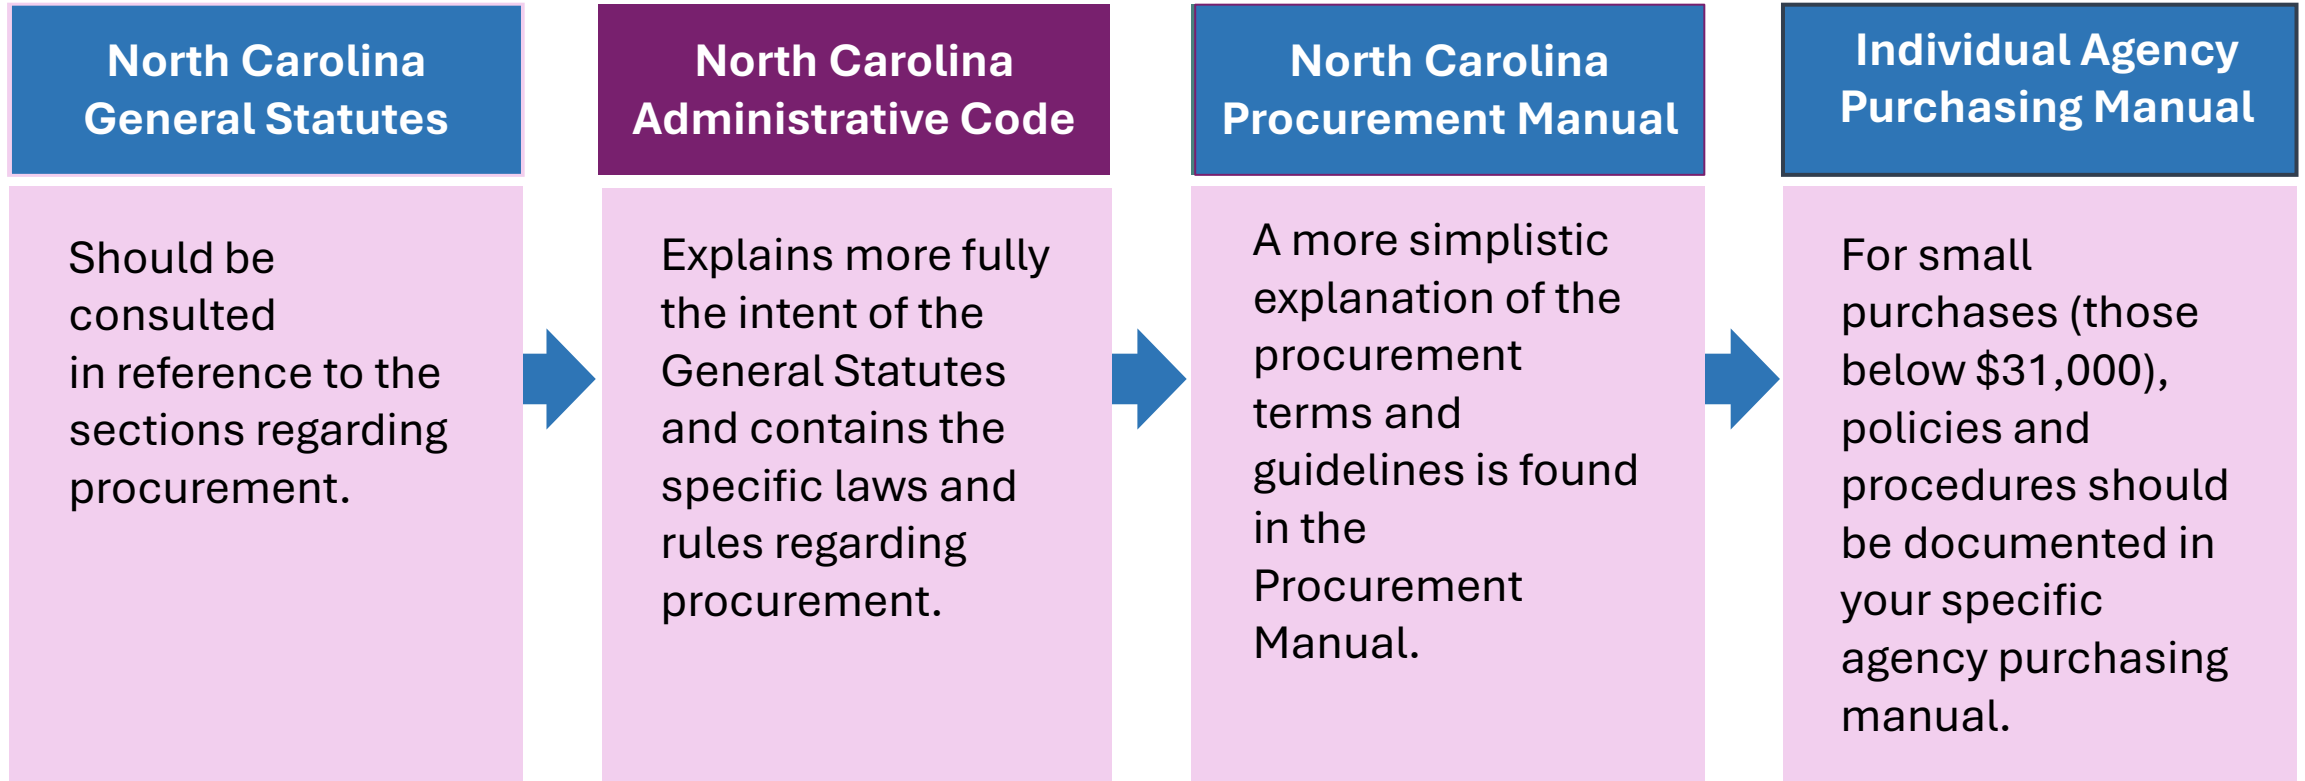 North Carolina
General Statutes
Should be
consulted
in reference to the
sections regarding
procurement.
North Carolina
Administrative Code
Explains more fully
the intent of the
General Statutes
and contains the
specific laws and
rules regarding
procurement.
North Carolina
Procurement Manual
A more simplistic
explanation of the
procurement
terms and
guidelines is found
in the
Procurement
Manual.
Individual Agency
Purchasing Manual
For small
purchases (those
below $31,000),
policies and
procedures should
be documented in
your specific
agency purchasing
manual.